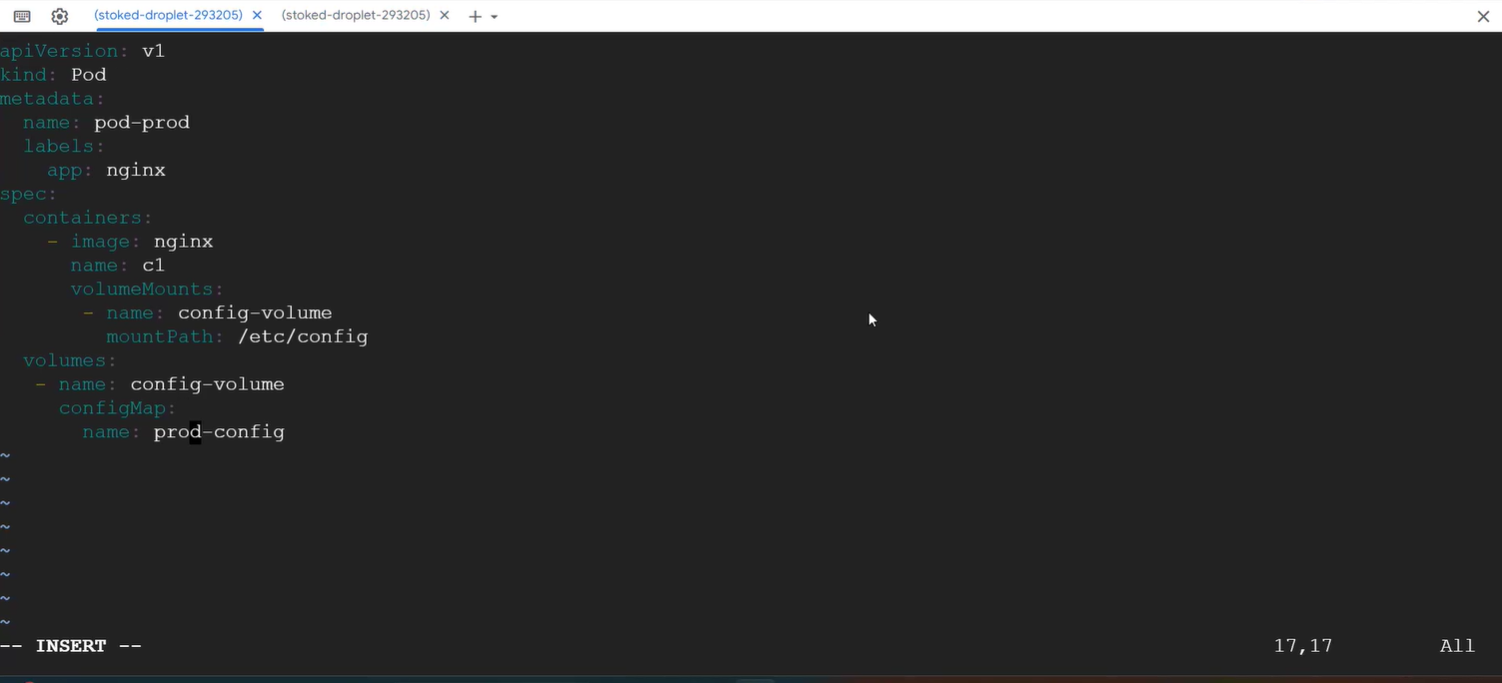 (stoked-droplet-293205) (stoked-droplet-293205)
apiVersion: v1
kind: Pod
metadata:
  name: pod-prod
  labels:
    app: nginx
spec:
  containers:
    - image: nginx
      name: c1
      volumeMounts:
       - name: config-volume
         mountPath: /etc/config
  volumes:
   - name: config-volume
     configMap:
       name: prod-config
~
~
~
~
~
~
~
~
-- INSERT -- 17,17 All